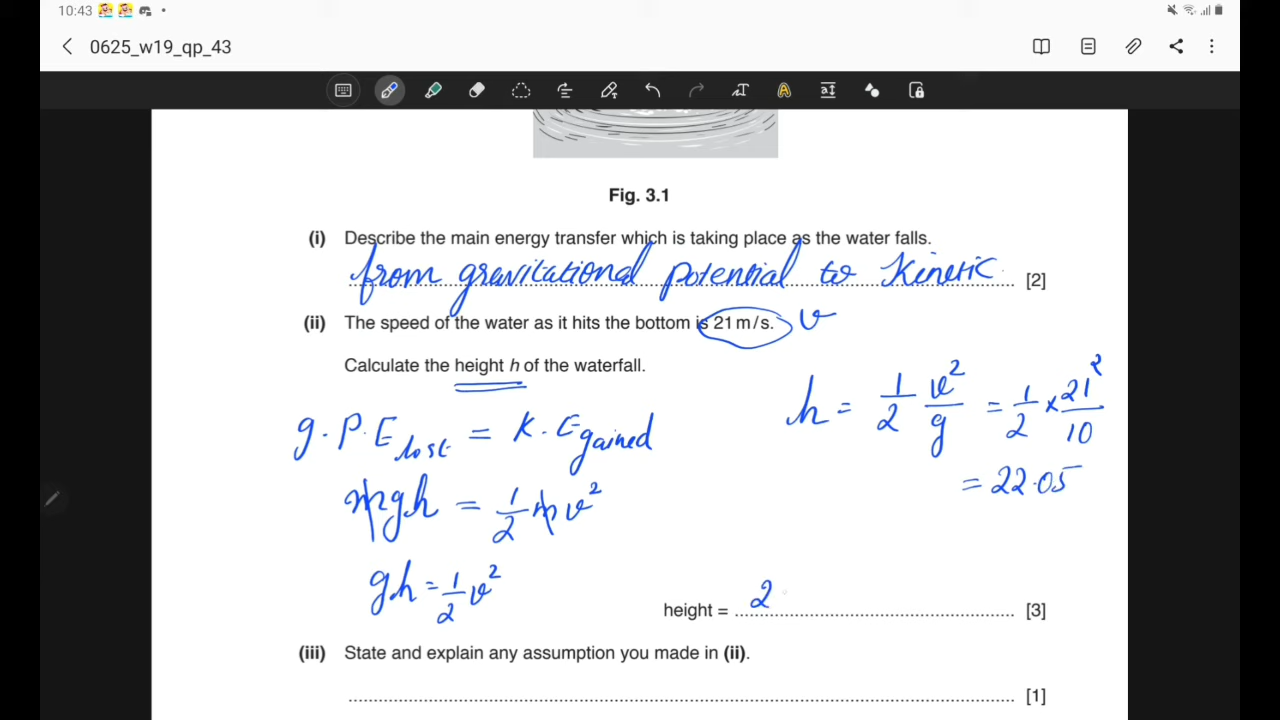 10:43
0625_w19_qp_43
Fig. 3.1
(i) Describe the main energy transfer which is taking place as the water falls.
from gravitational potential to Kinetic [2]
(ii) The speed of the water as it hits the bottom is 21 m/s. v
Calculate the height h of the waterfall.
h = 1/2 v²/g = 1/2 × 21²/10
= 22.05
g.P.E lost = K.E gained
mgh = 1/2 mv²
gh = 1/2 v²
height = 2 [3]
(iii) State and explain any assumption you made in (ii).
[1]